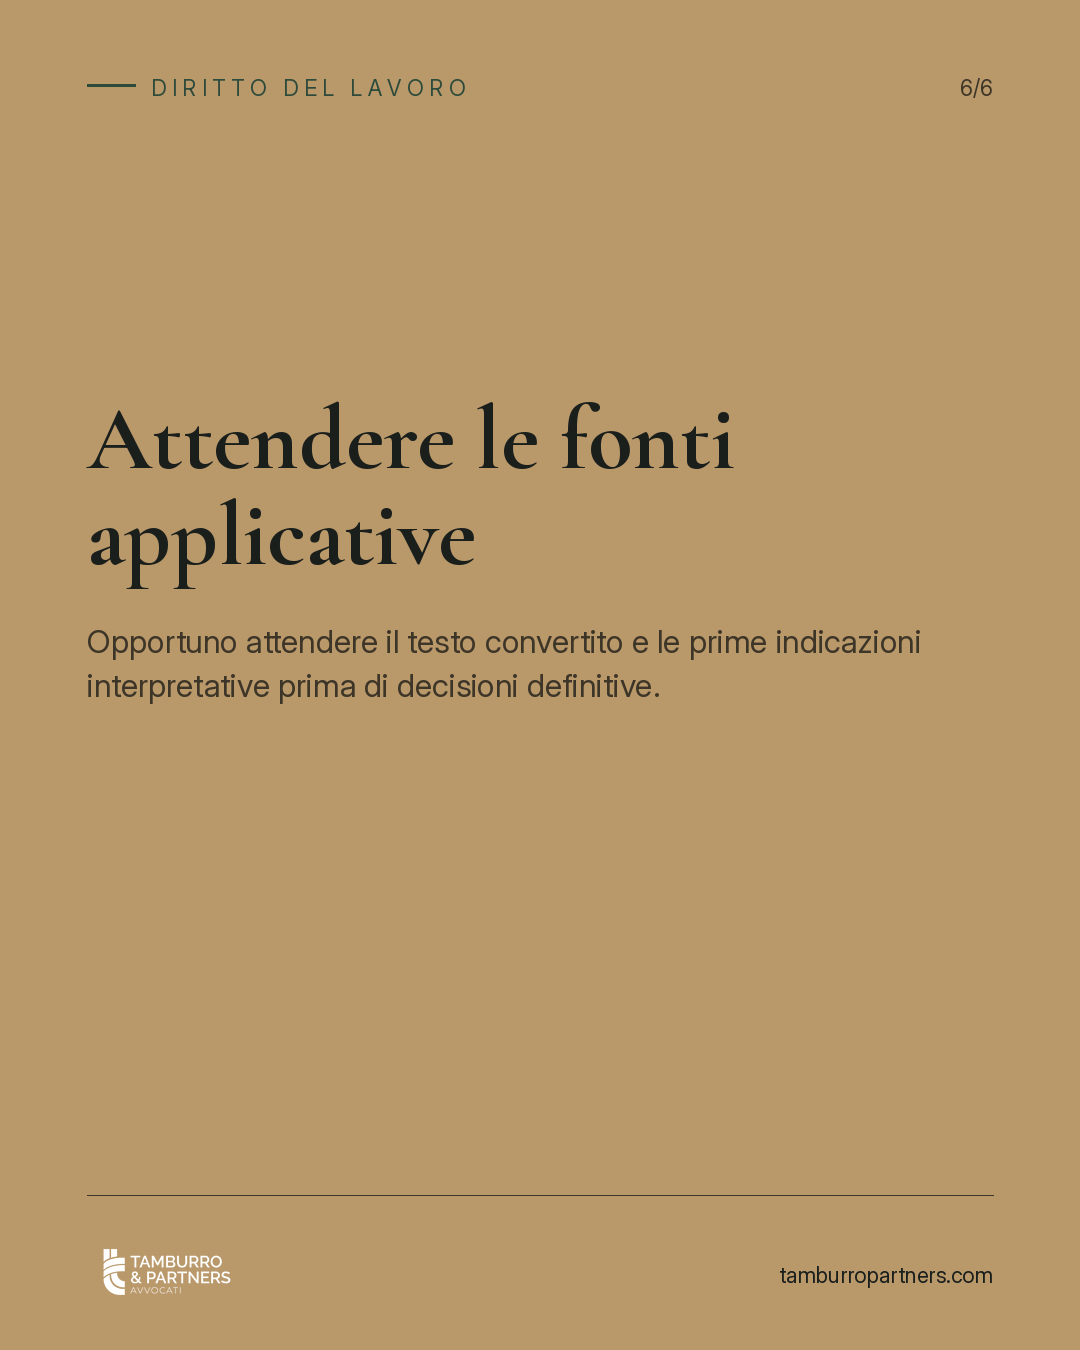 DIRITTO DEL LAVORO
6/6
Attendere le fonti
applicative
Opportuno attendere il testo convertito e le prime indicazioni
interpretative prima di decisioni definitive.
TAMBURRO
& PARTNERS
AVVOCATI
tamburropartners.com